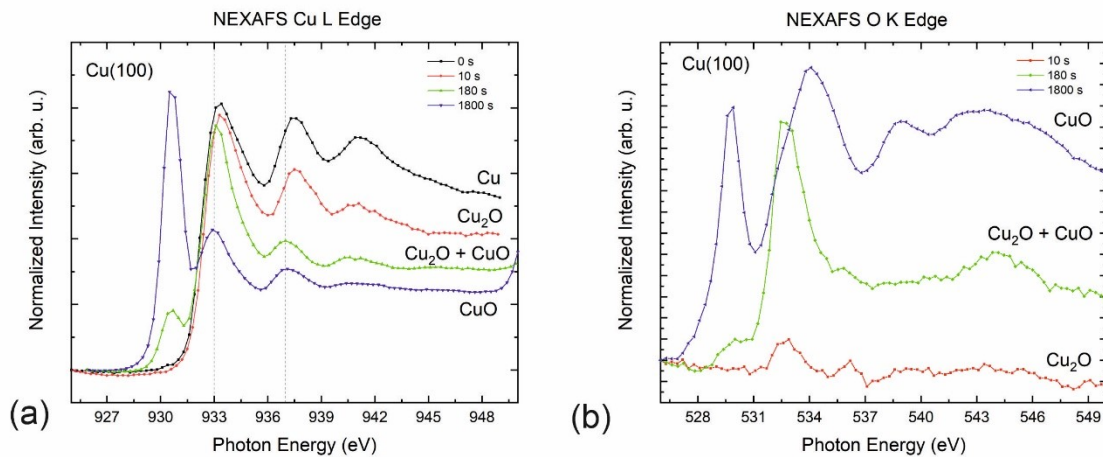 NEXAFS Cu L Edge
Cu(100)
0 s
10 s
180 s
1800 s
Cu
Cu₂O
Cu₂O + CuO
CuO
Normalized Intensity (arb. u.)
927 930 933 936 939 942 945 948
Photon Energy (eV)
(a)
NEXAFS O K Edge
Cu(100)
10 s
180 s
1800 s
CuO
Cu₂O + CuO
Cu₂O
Normalized Intensity (arb. u.)
528 531 534 537 540 543 546 549
Photon Energy (eV)
(b)